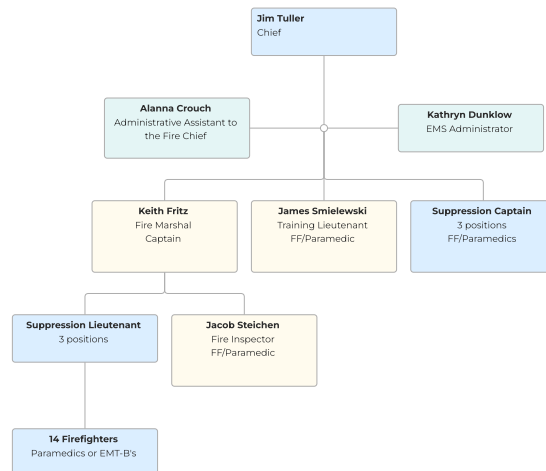 Jim Tuller
Chief
Alanna Crouch
Administrative Assistant to
the Fire Chief
Kathryn Dunklow
EMS Administrator
Keith Fritz
Fire Marshal
Captain
James Smielewski
Training Lieutenant
FF/Paramedic
Suppression Captain
3 positions
FF/Paramedics
Suppression Lieutenant
3 positions
Jacob Steichen
Fire Inspector
FF/Paramedic
14 Firefighters
Paramedics or EMT-B's